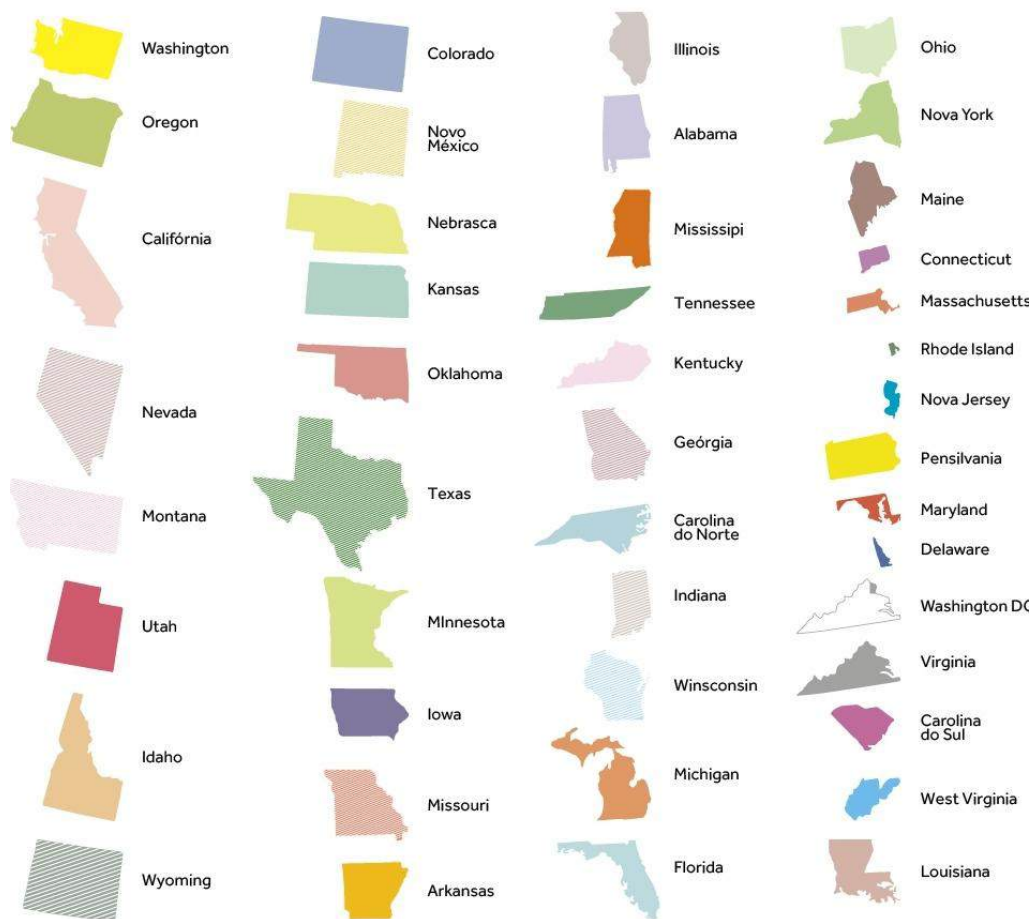 Washington
Oregon
Califórnia
Nevada
Montana
Utah
Idaho
Wyoming
Colorado
Novo
México
Nebrasca
Kansas
Oklahoma
Texas
MInnesota
Iowa
Missouri
Arkansas
Illinois
Alabama
Mississipi
Tennessee
Kentucky
Geórgia
Carolina
do Norte
Indiana
Winsconsin
Michigan
Florida
Ohio
Nova York
Maine
Connecticut
Massachusetts
Rhode Island
Nova Jersey
Pensilvania
Maryland
Delaware
Washington DC
Virginia
Carolina
do Sul
West Virginia
Louisiana